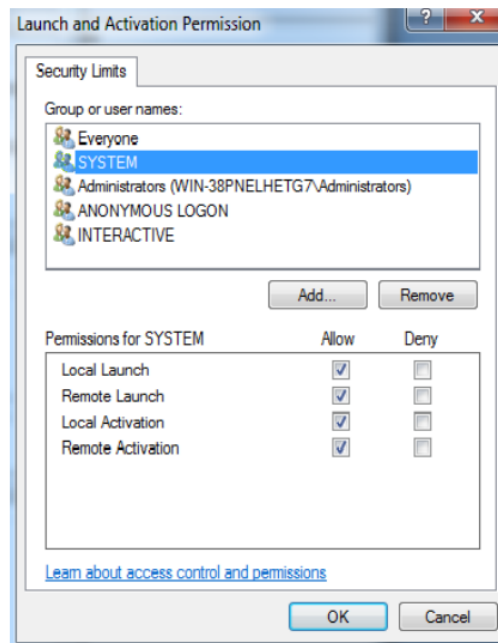 Launch and Activation Permission
Security Limits
Group or user names:
Everyone
SYSTEM
Administrators (WIN-38PNELHETG7\Administrators)
ANONYMOUS LOGON
INTERACTIVE
Add... Remove
Permissions for SYSTEM Allow Deny
Local Launch
Remote Launch
Local Activation
Remote Activation
Learn about access control and permissions
OK Cancel